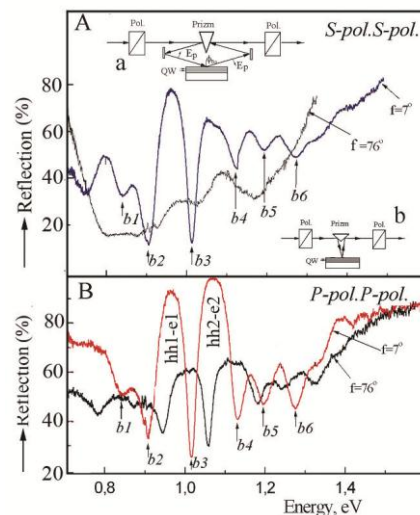 A.
Pol. Prizm Pol.
S-pol.S-pol.
a
Ep
Ep
QW
80
60
40
20
Reflection (%)
f=7°
f=76°
b1
b2
b3
b4
b5
b6
b
Pol. Prizm Pol.
QW
B
P-pol.P-pol.
80
60
40
20
Reflection (%)
hh1-e1
hh2-e2
f=7°
f=76°
b1
b2
b3
b4
b5
b6
0,8 1,0 1,2 1,4
Energy, eV